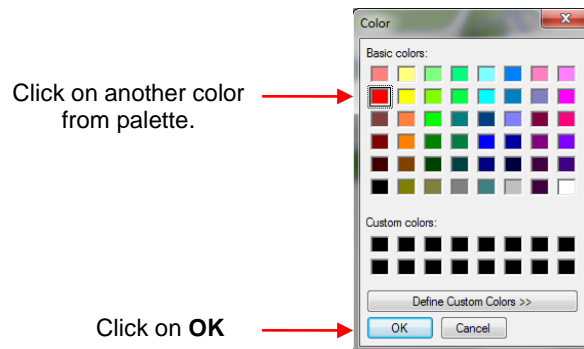 Color
Basic colors:
Click on another color
from palette.
Custom colors:
Define Custom Colors >>
Click on OK
OK
Cancel